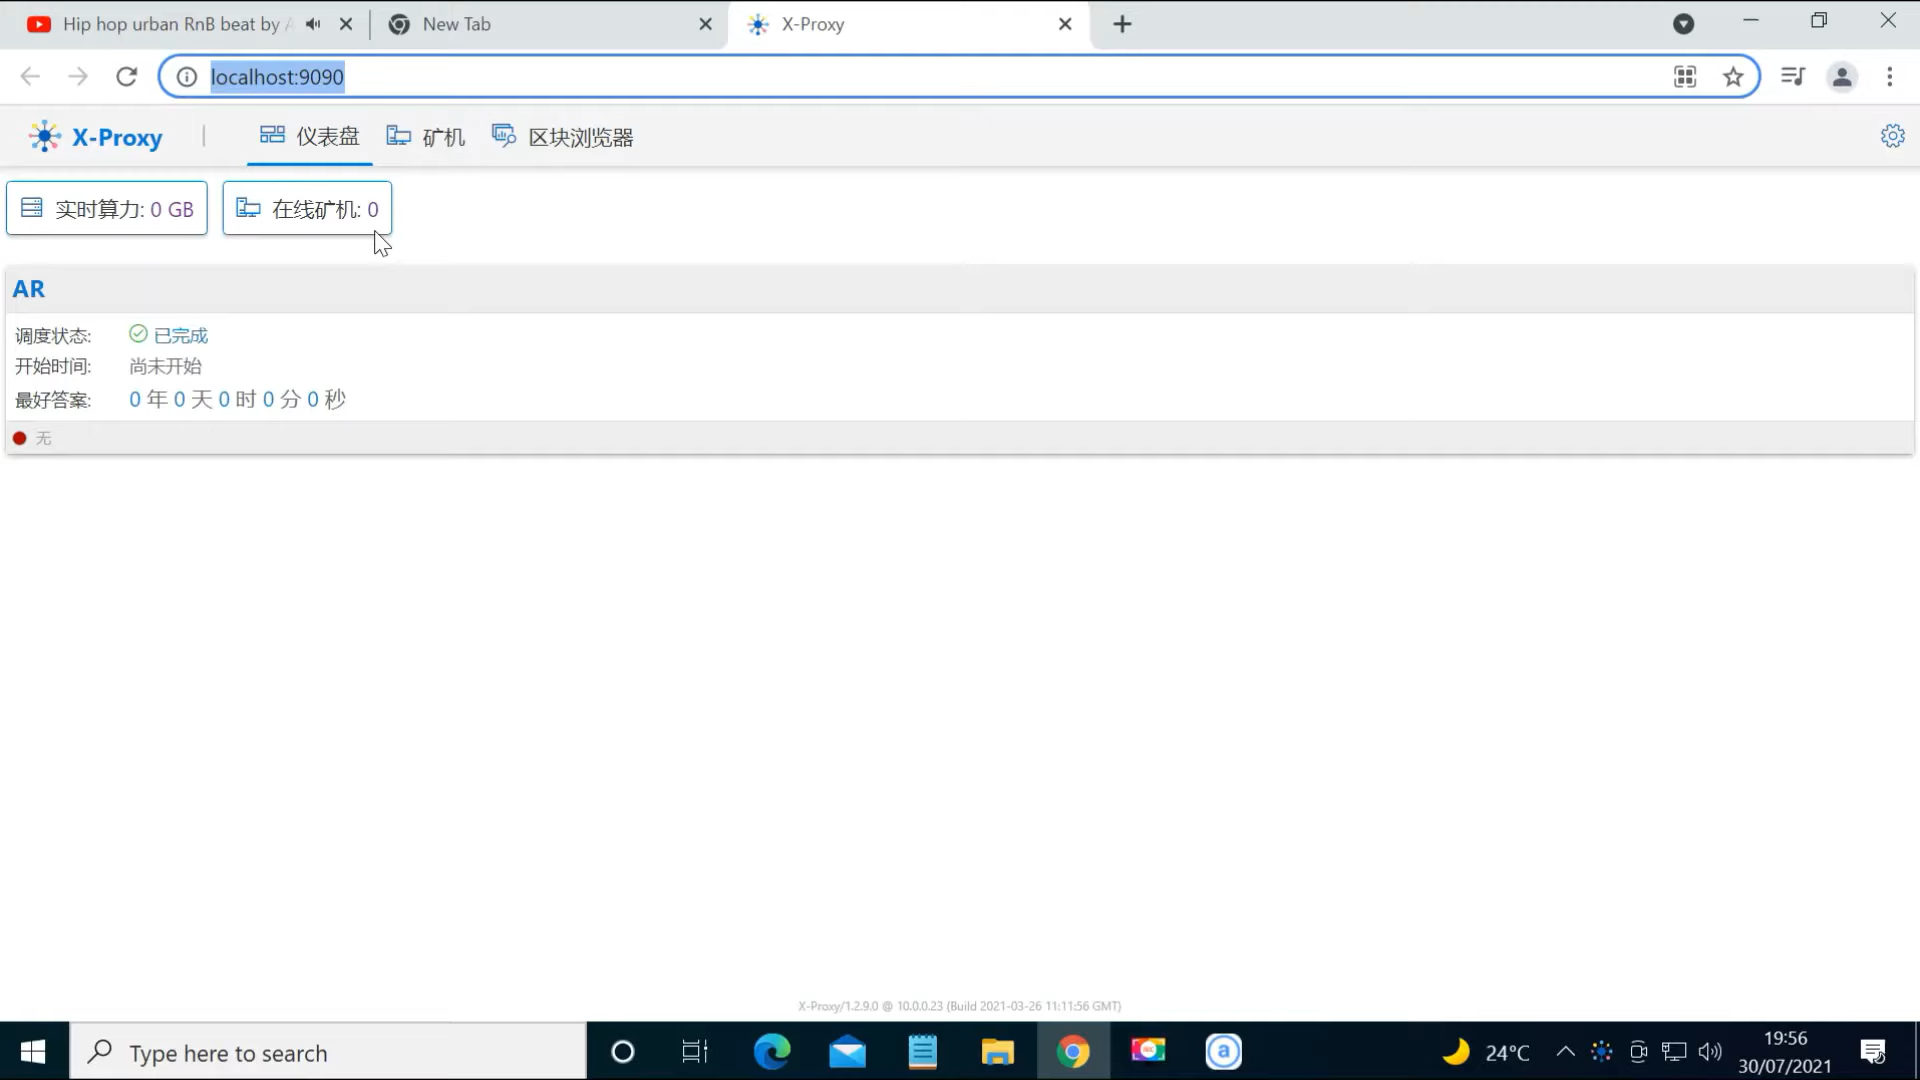 Hip hop urban RnB beat by
New Tab
X-Proxy
localhost:9090
X-Proxy
仪表盘
矿机
区块浏览器
实时算力: 0 GB
在线矿机: 0
AR
调度状态: 已完成
开始时间: 尚未开始
最好答案: 0 年 0 天 0 时 0 分 0 秒
无
X-Proxy/1.2.9.0 @ 10.0.0.23 (Build 2021-03-26 11:11:56 GMT)
Type here to search
a
24°C
19:56
30/07/2021